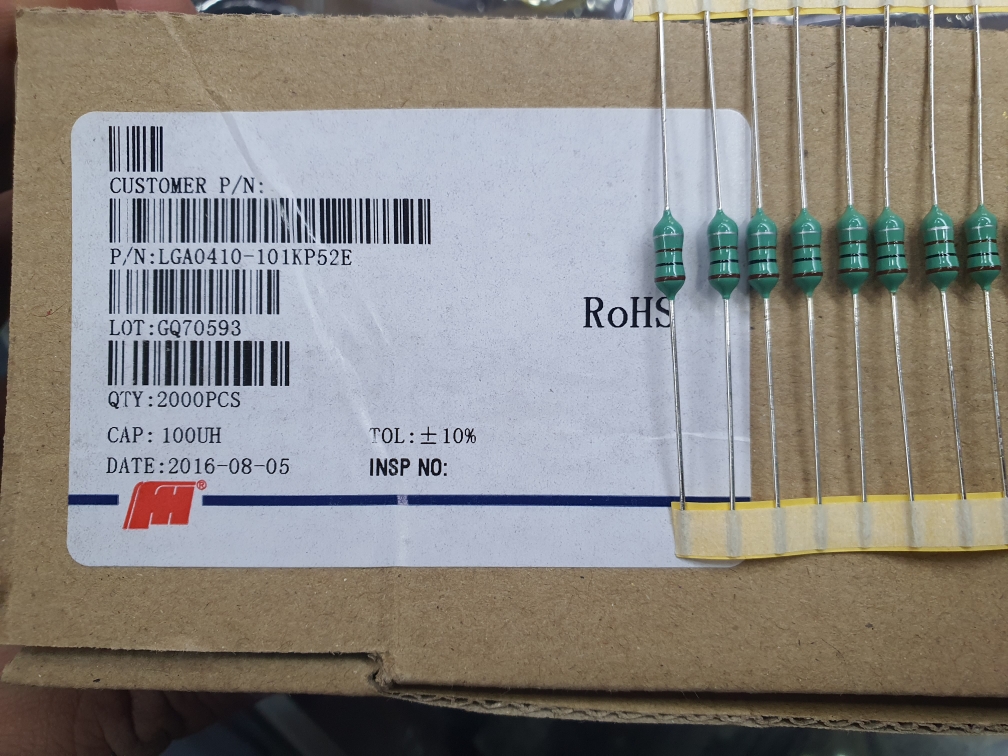 CUSTOMER P/N:
P/N:LGA0410-101KP52E
LOT:GQ70593
QTY:2000PCS
RoHS
CAP: 100UH TOL:±10%
DATE:2016-08-05 INSP NO:
®